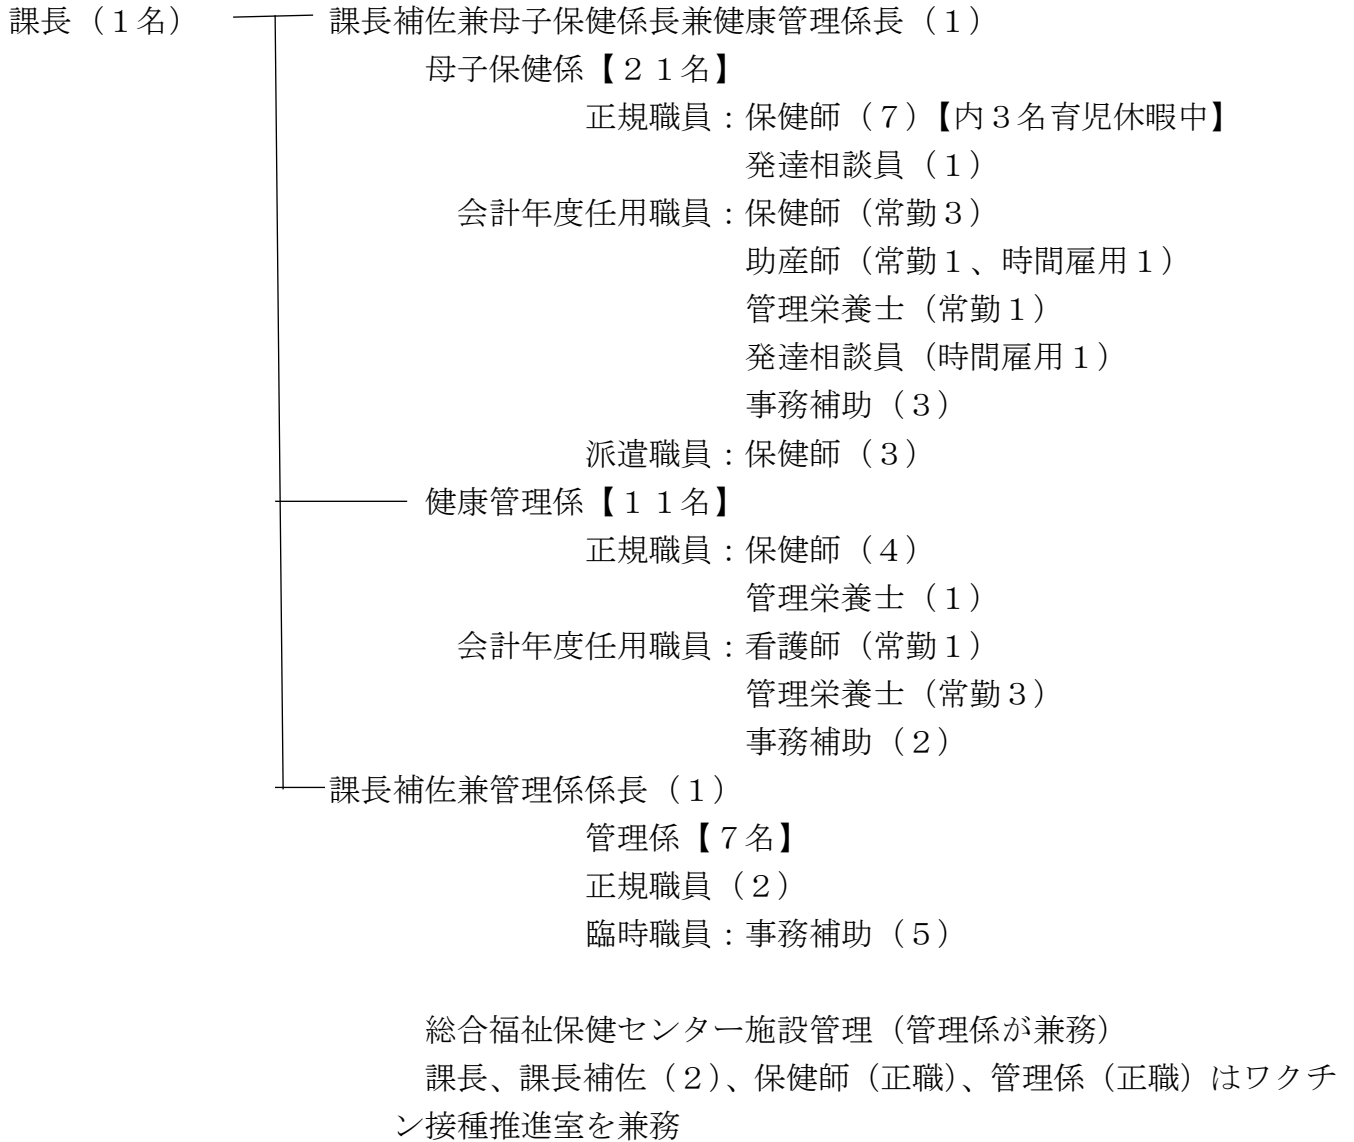 課長（１名） 課長補佐兼母子保健係長兼健康管理係長（１）
母子保健係【２１名】
正規職員：保健師（７）【内３名育児休暇中】
発達相談員（１）
会計年度任用職員：保健師（常勤３）
助産師（常勤１、時間雇用１）
管理栄養士（常勤１）
発達相談員（時間雇用１）
事務補助（３）
派遣職員：保健師（３）
健康管理係【１１名】
正規職員：保健師（４）
管理栄養士（１）
会計年度任用職員：看護師（常勤１）
管理栄養士（常勤３）
事務補助（２）
課長補佐兼管理係係長（１）
管理係【７名】
正規職員（２）
臨時職員：事務補助（５）
総合福祉保健センター施設管理（管理係が兼務）
課長、課長補佐（２）、保健師（正職）、管理係（正職）はワクチ
ン接種推進室を兼務